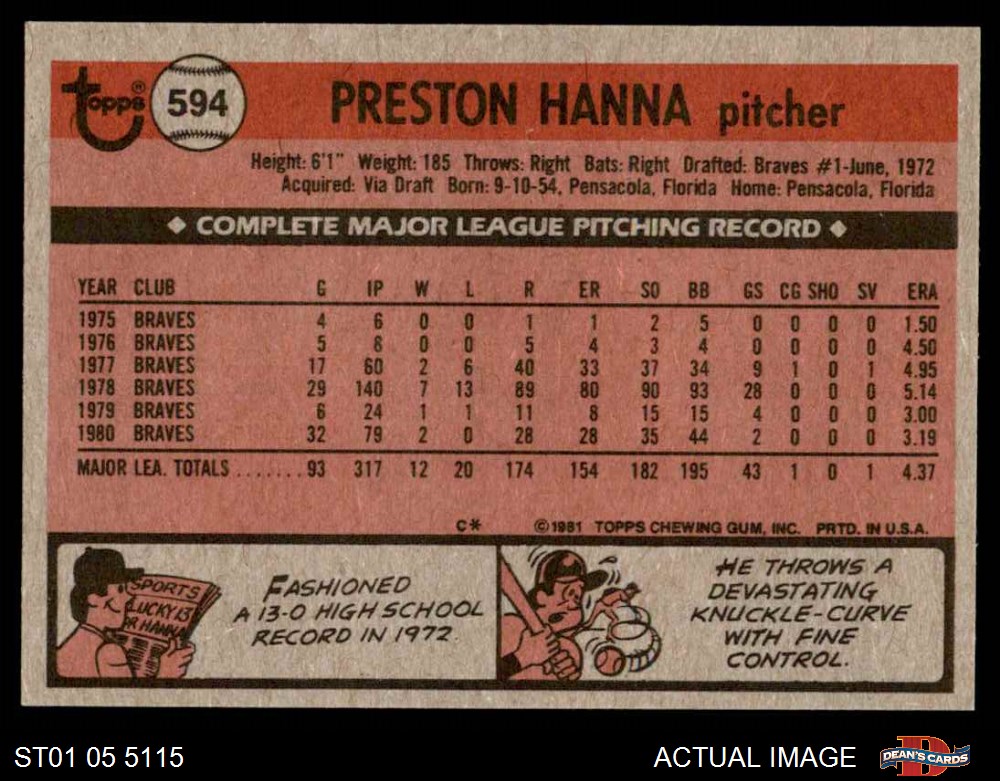 topps®
594
PRESTON HANNA pitcher
Height: 6'1" Weight: 185 Throws: Right Bats: Right Drafted: Braves #1-June, 1972
Acquired: Via Draft Born: 9-10-54, Pensacola, Florida Home: Pensacola, Florida
◆ COMPLETE MAJOR LEAGUE PITCHING RECORD ◆
YEAR CLUB G IP W L R ER SO BB GS CG SHO SV ERA
1975 BRAVES 4 6 0 0 1 1 2 5 0 0 0 0 1.50
1976 BRAVES 5 8 0 0 5 4 3 4 0 0 0 0 4.50
1977 BRAVES 17 60 2 6 40 33 37 34 9 1 0 1 4.95
1978 BRAVES 29 140 7 13 89 80 90 93 28 0 0 0 5.14
1979 BRAVES 6 24 1 1 11 8 15 15 4 0 0 0 3.00
1980 BRAVES 32 79 2 0 28 28 35 44 2 0 0 0 3.19
MAJOR LEA. TOTALS ....... 93 317 12 20 174 154 182 195 43 1 0 1 4.37
C* ©1981 TOPPS CHEWING GUM, INC. PRTD. IN U.S.A.
SPORTS
LUCKY 13
FOR HANNA
FASHIONED
A 13-0 HIGH SCHOOL
RECORD IN 1972.
HE THROWS A
DEVASTATING
KNUCKLE-CURVE
WITH FINE
CONTROL.
ST01 05 5115
ACTUAL IMAGE
DEAN'S CARDS